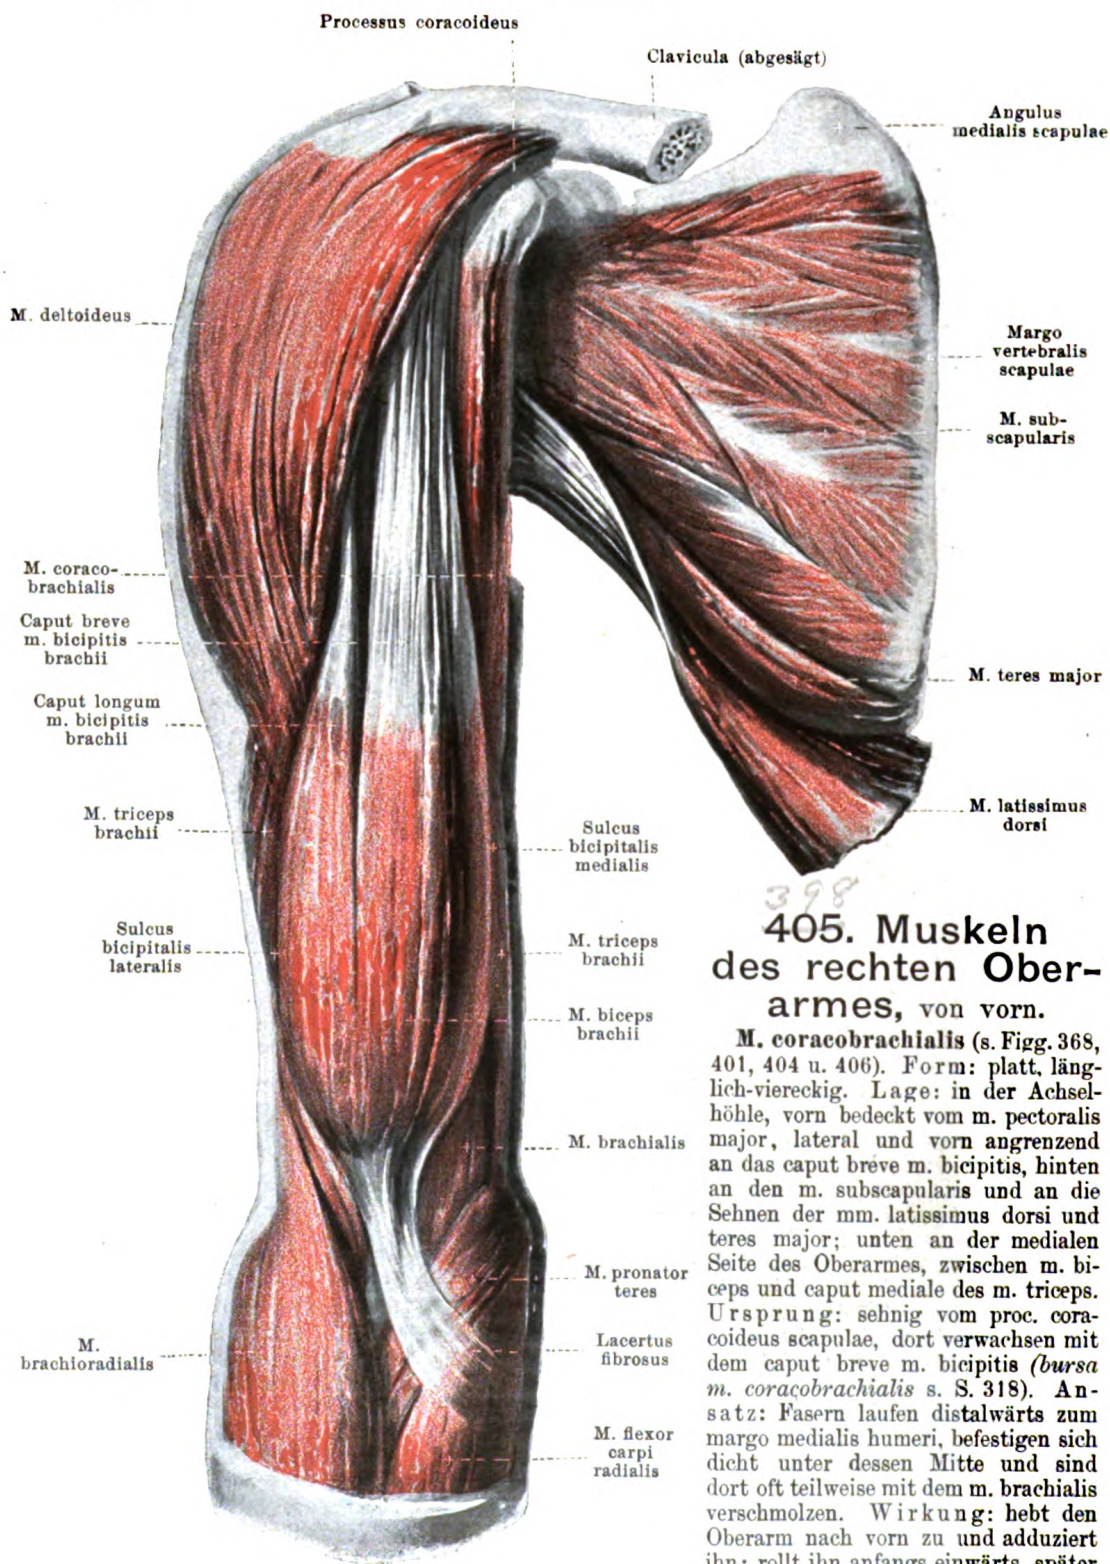 Processus coracoideus
Clavicula (abgesägt)
Angulus
medialis scapulae
M. deltoideus
Margo
vertebralis
scapulae
M. sub-
scapularis
M. coraco-
brachialis
Caput breve
m. bicipitis
brachii
Caput longum
m. bicipitis
brachii
M. teres major
M. triceps
brachii
M. latissimus
dorsi
Sulcus
bicipitalis
medialis
Sulcus
bicipitalis
lateralis
M. triceps
brachii
M. biceps
brachii
M. brachialis
M. pronator
teres
M.
brachioradialis
Lacertus
fibrosus
M. flexor
carpi
radialis
398
405. Muskeln
des rechten Ober-
armes, von vorn.
M. coracobrachialis (s. Figg. 368,
401, 404 u. 406). Form: platt, läng-
lich-viereckig. Lage: in der Achsel-
höhle, vorn bedeckt vom m. pectoralis
major, lateral und vorn angrenzend
an das caput breve m. bicipitis, hinten
an den m. subscapularis und an die
Sehnen der mm. latissimus dorsi und
teres major; unten an der medialen
Seite des Oberarmes, zwischen m. bi-
ceps und caput mediale des m. triceps.
Ursprung: sehnig vom proc. cora-
coideus scapulae, dort verwachsen mit
dem caput breve m. bicipitis (bursa
m. coracobrachialis s. S. 318). An-
satz: Fasern laufen distalwärts zum
margo medialis humeri, befestigen sich
dicht unter dessen Mitte und sind
dort oft teilweise mit dem m. brachialis
verschmolzen. Wirkung: hebt den
Oberarm nach vorn zu und adduziert
ihn; rollt ihn anfangs einwärts, später